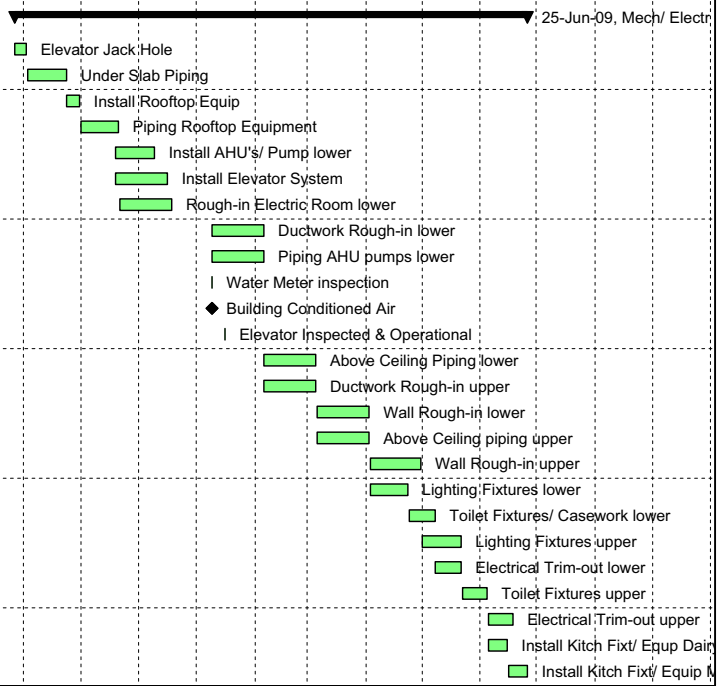 25-Jun-09, Mech/ Electr
Elevator Jack Hole
Under Slab Piping
Install Rooftop Equip
Piping Rooftop Equipment
Install AHU's/ Pump lower
Install Elevator System
Rough-in Electric Room lower
Ductwork Rough-in lower
Piping AHU pumps lower
Water Meter inspection
Building Conditioned Air
Elevator Inspected & Operational
Above Ceiling Piping lower
Ductwork Rough-in upper
Wall Rough-in lower
Above Ceiling piping upper
Wall Rough-in upper
Lighting Fixtures lower
Toilet Fixtures/ Casework lower
Lighting Fixtures upper
Electrical Trim-out lower
Toilet Fixtures upper
Electrical Trim-out upper
Install Kitch Fixt/ Equp Dairy
Install Kitch Fixt/ Equip